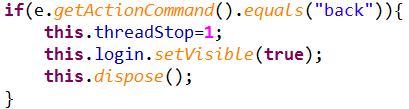 if(e.getActionCommand().equals("back")){
    this.threadStop=1;
    this.login.setVisible(true);
    this.dispose();
}